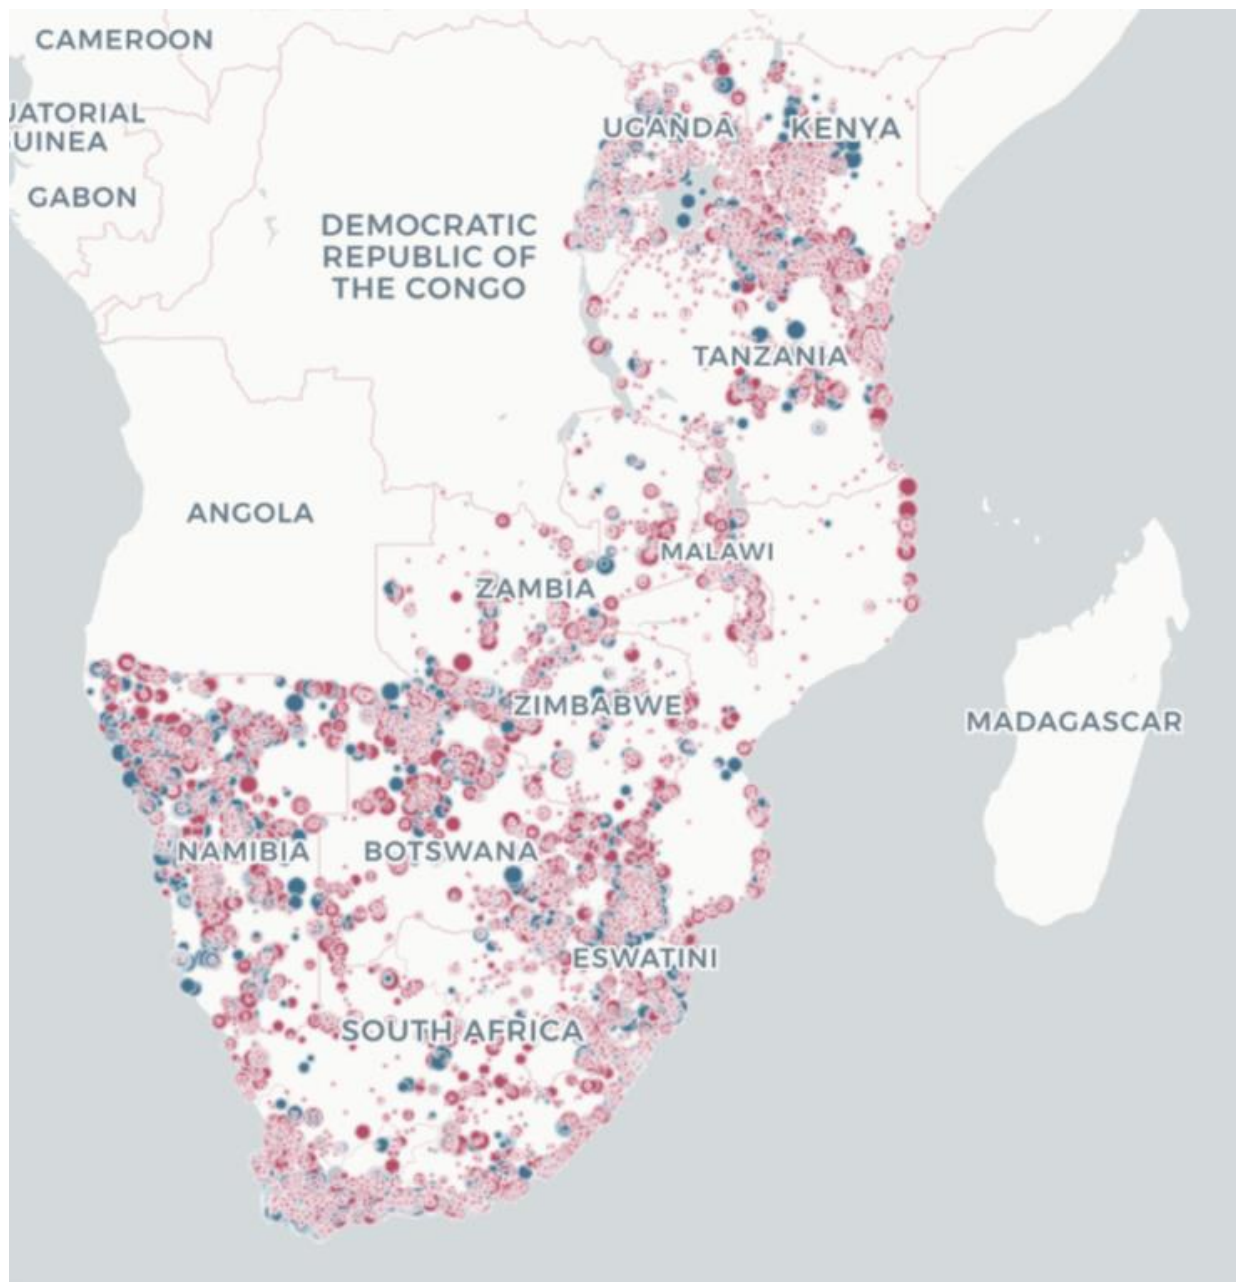 CAMEROON
UATORIAL
UINEA
GABON
UGANDA
KENYA
DEMOCRATIC
REPUBLIC OF
THE CONGO
TANZANIA
ANGOLA
MALAWI
ZAMBIA
ZIMBABWE
MADAGASCAR
NAMIBIA
BOTSWANA
ESWATINI
SOUTH AFRICA